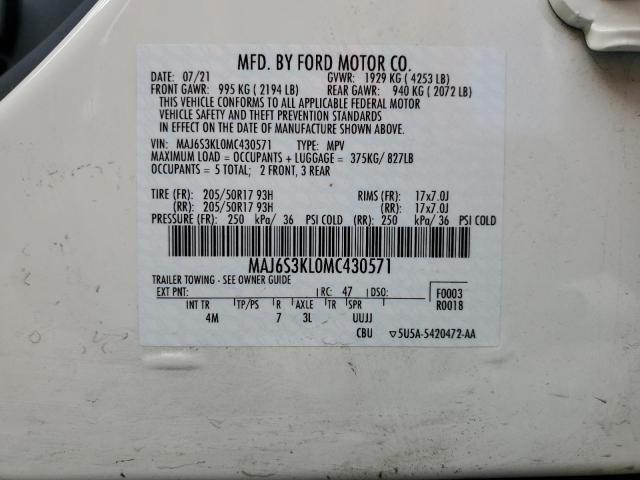 MFD. BY FORD MOTOR CO.
DATE: 07/21 GVWR: 1929 KG ( 4253 LB)
FRONT GAWR: 995 KG ( 2194 LB) REAR GAWR: 940 KG ( 2072 LB)
THIS VEHICLE CONFORMS TO ALL APPLICABLE FEDERAL MOTOR
VEHICLE SAFETY AND THEFT PREVENTION STANDARDS
IN EFFECT ON THE DATE OF MANUFACTURE SHOWN ABOVE.
VIN: MAJ6S3KL0MC430571 TYPE: MPV
MAXIMUM LOAD = OCCUPANTS + LUGGAGE = 375KG/ 827LB
OCCUPANTS = 5 TOTAL; 2 FRONT, 3 REAR
TIRE (FR): 205/50R17 93H RIMS (FR): 17x7.0J
(RR): 205/50R17 93H (RR): 17x7.0J
PRESSURE (FR): 250 kPa/ 36 PSI COLD (RR): 250 kPa/ 36 PSI COLD
MAJ6S3KL0MC430571
TRAILER TOWING - SEE OWNER GUIDE
EXT PNT: RC: 47 DSO: F0003
INT TR TP/PS R AXLE TR SPR R0018
4M 7 3L UUJJ
CBU ▽5U5A-5420472-AA